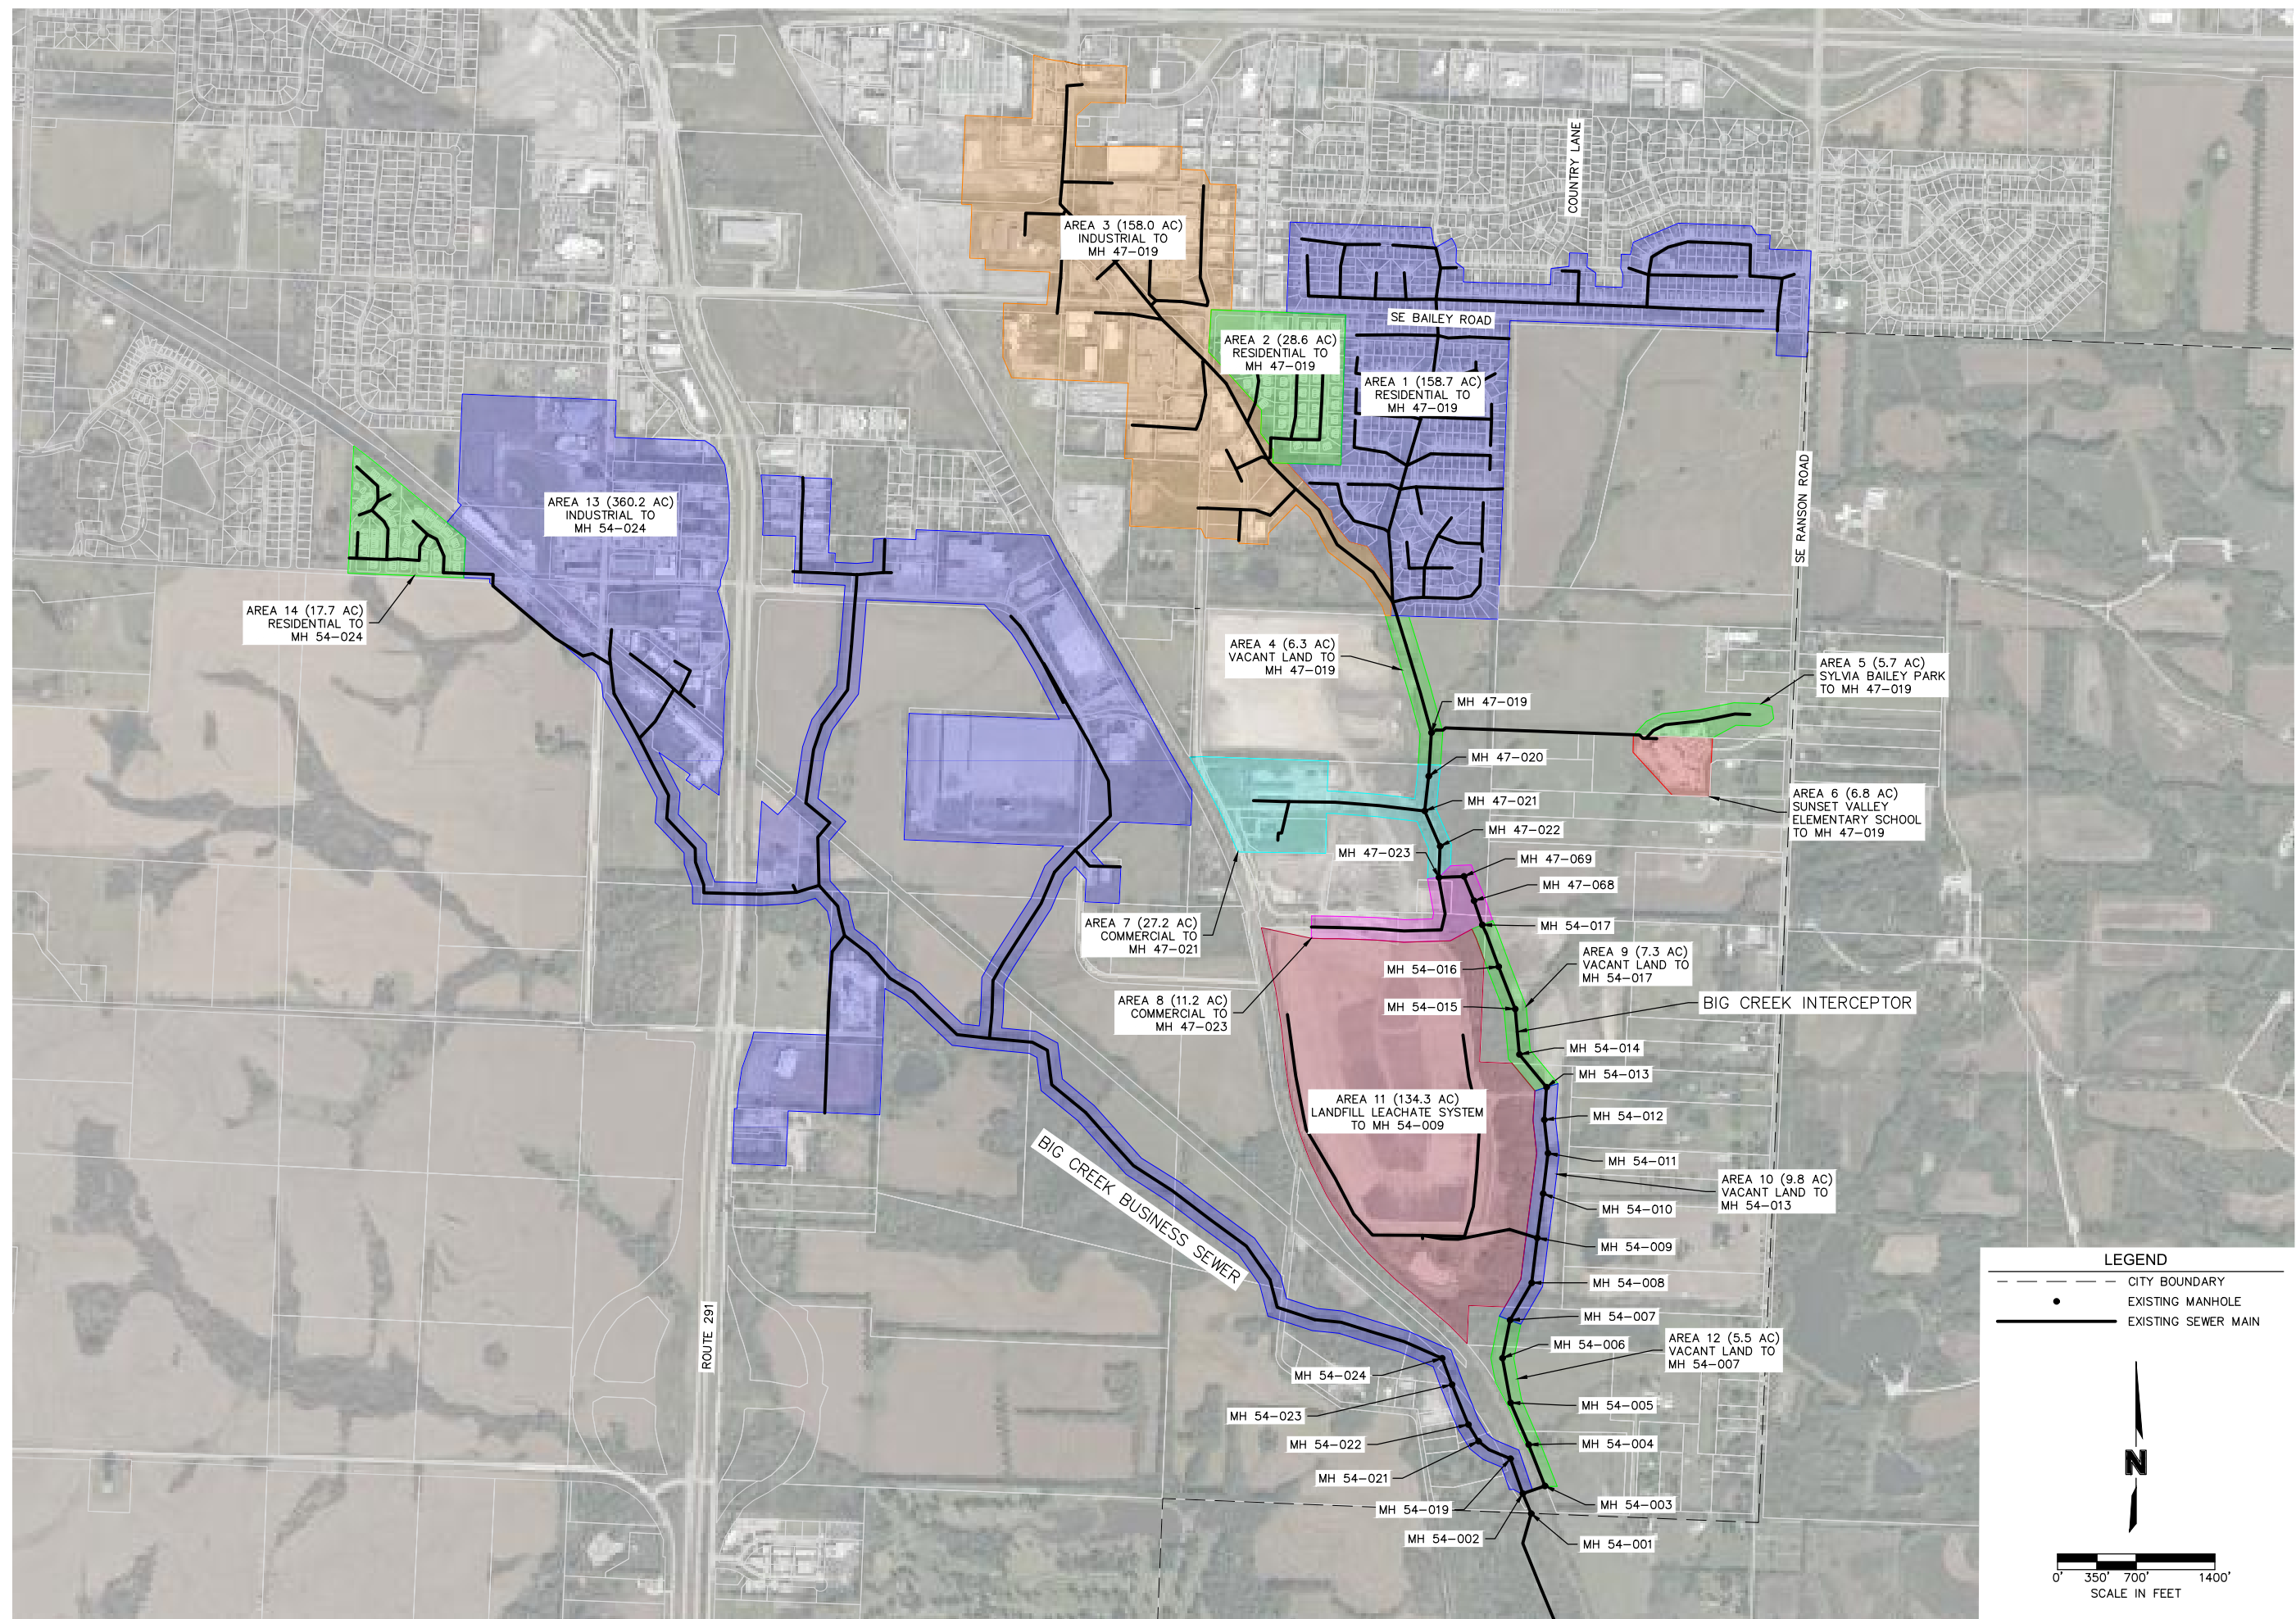 COUNTRY LANE
AREA 3 (158.0 AC)
INDUSTRIAL TO
MH 47-019
SE BAILEY ROAD
AREA 2 (28.6 AC)
RESIDENTIAL TO
MH 47-019
AREA 1 (158.7 AC)
RESIDENTIAL TO
MH 47-019
SE RANSON ROAD
AREA 13 (360.2 AC)
INDUSTRIAL TO
MH 54-024
AREA 14 (17.7 AC)
RESIDENTIAL TO
MH 54-024
AREA 4 (6.3 AC)
VACANT LAND TO
MH 47-019
AREA 5 (5.7 AC)
SYLVIA BAILEY PARK
TO MH 47-019
MH 47-019
MH 47-020
MH 47-021
AREA 6 (6.8 AC)
SUNSET VALLEY
ELEMENTARY SCHOOL
TO MH 47-019
MH 47-022
MH 47-023
MH 47-069
MH 47-068
AREA 7 (27.2 AC)
COMMERCIAL TO
MH 47-021
MH 54-017
AREA 9 (7.3 AC)
VACANT LAND TO
MH 54-017
MH 54-016
AREA 8 (11.2 AC)
COMMERCIAL TO
MH 47-023
MH 54-015
BIG CREEK INTERCEPTOR
MH 54-014
MH 54-013
AREA 11 (134.3 AC)
LANDFILL LEACHATE SYSTEM
TO MH 54-009
MH 54-012
MH 54-011
AREA 10 (9.8 AC)
VACANT LAND TO
MH 54-013
MH 54-010
BIG CREEK BUSINESS SEWER
MH 54-009
MH 54-008
MH 54-007
ROUTE 291
MH 54-006
AREA 12 (5.5 AC)
VACANT LAND TO
MH 54-007
MH 54-024
MH 54-005
MH 54-023
MH 54-022
MH 54-004
MH 54-021
MH 54-019
MH 54-003
MH 54-002
MH 54-001
LEGEND
CITY BOUNDARY
EXISTING MANHOLE
EXISTING SEWER MAIN
N
0' 350' 700' 1400'
SCALE IN FEET